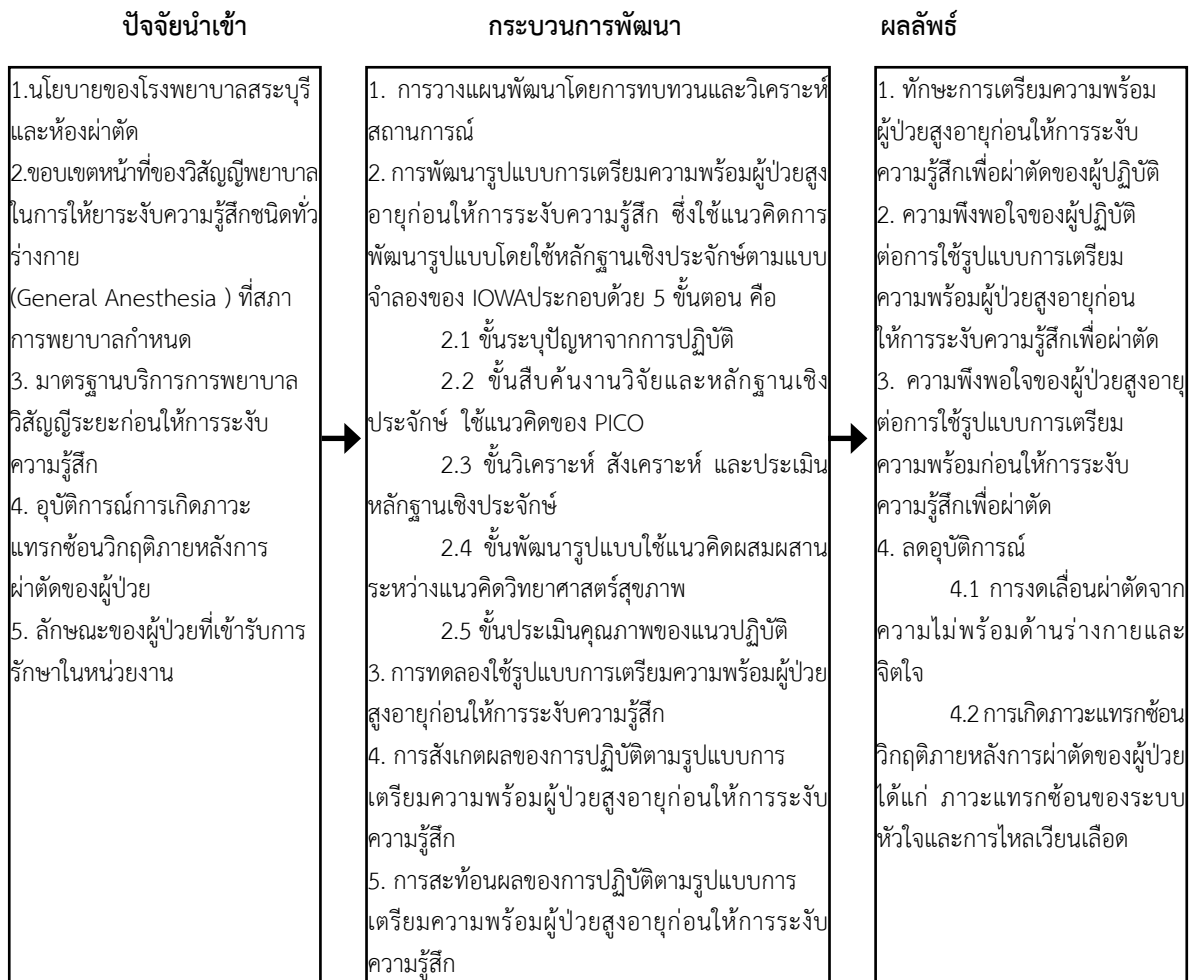 ปัจจัยนำเข้า
1.นโยบายของโรงพยาบาลสระบุรี
และห้องผ่าตัด
2.ขอบเขตหน้าที่ของวิสัญญีพยาบาล
ในการให้ยาระงับความรู้สึกชนิดทั่ว
ร่างกาย
(General Anesthesia ) ที่สภา
การพยาบาลกำหนด
3. มาตรฐานบริการการพยาบาล
วิสัญญีระยะก่อนให้การระงับ
ความรู้สึก
4. อุบัติการณ์การเกิดภาวะ
แทรกซ้อนวิกฤติภายหลังการ
ผ่าตัดของผู้ป่วย
5. ลักษณะของผู้ป่วยที่เข้ารับการ
รักษาในหน่วยงาน
กระบวนการพัฒนา
1. การวางแผนพัฒนาโดยการทบทวนและวิเคราะห์
สถานการณ์
2. การพัฒนารูปแบบการเตรียมความพร้อมผู้ป่วยสูง
อายุก่อนให้การระงับความรู้สึก ซึ่งใช้แนวคิดการ
พัฒนารูปแบบโดยใช้หลักฐานเชิงประจักษ์ตามแบบ
จำลองของ IOWAประกอบด้วย 5 ขั้นตอน คือ
2.1 ขั้นระบุปัญหาจากการปฏิบัติ
2.2 ขั้นสืบค้นงานวิจัยและหลักฐานเชิง
ประจักษ์ ใช้แนวคิดของ PICO
2.3 ขั้นวิเคราะห์ สังเคราะห์ และประเมิน
หลักฐานเชิงประจักษ์
2.4 ขั้นพัฒนารูปแบบใช้แนวคิดผสมผสาน
ระหว่างแนวคิดวิทยาศาสตร์สุขภาพ
2.5 ขั้นประเมินคุณภาพของแนวปฏิบัติ
3. การทดลองใช้รูปแบบการเตรียมความพร้อมผู้ป่วย
สูงอายุก่อนให้การระงับความรู้สึก
4. การสังเกตผลของการปฏิบัติตามรูปแบบการ
เตรียมความพร้อมผู้ป่วยสูงอายุก่อนให้การระงับ
ความรู้สึก
5. การสะท้อนผลของการปฏิบัติตามรูปแบบการ
เตรียมความพร้อมผู้ป่วยสูงอายุก่อนให้การระงับ
ความรู้สึก
ผลลัพธ์
1. ทักษะการเตรียมความพร้อม
ผู้ป่วยสูงอายุก่อนให้การระงับ
ความรู้สึกเพื่อผ่าตัดของผู้ปฏิบัติ
2. ความพึงพอใจของผู้ปฏิบัติ
ต่อการใช้รูปแบบการเตรียม
ความพร้อมผู้ป่วยสูงอายุก่อน
ให้การระงับความรู้สึกเพื่อผ่าตัด
3. ความพึงพอใจของผู้ป่วยสูงอายุ
ต่อการใช้รูปแบบการเตรียม
ความพร้อมก่อนให้การระงับ
ความรู้สึกเพื่อผ่าตัด
4. ลดอุบัติการณ์
4.1 การงดเลื่อนผ่าตัดจาก
ความไม่พร้อมด้านร่างกายและ
จิตใจ
4.2 การเกิดภาวะแทรกซ้อน
วิกฤติภายหลังการผ่าตัดของผู้ป่วย
ได้แก่ ภาวะแทรกซ้อนของระบบ
หัวใจและการไหลเวียนเลือด